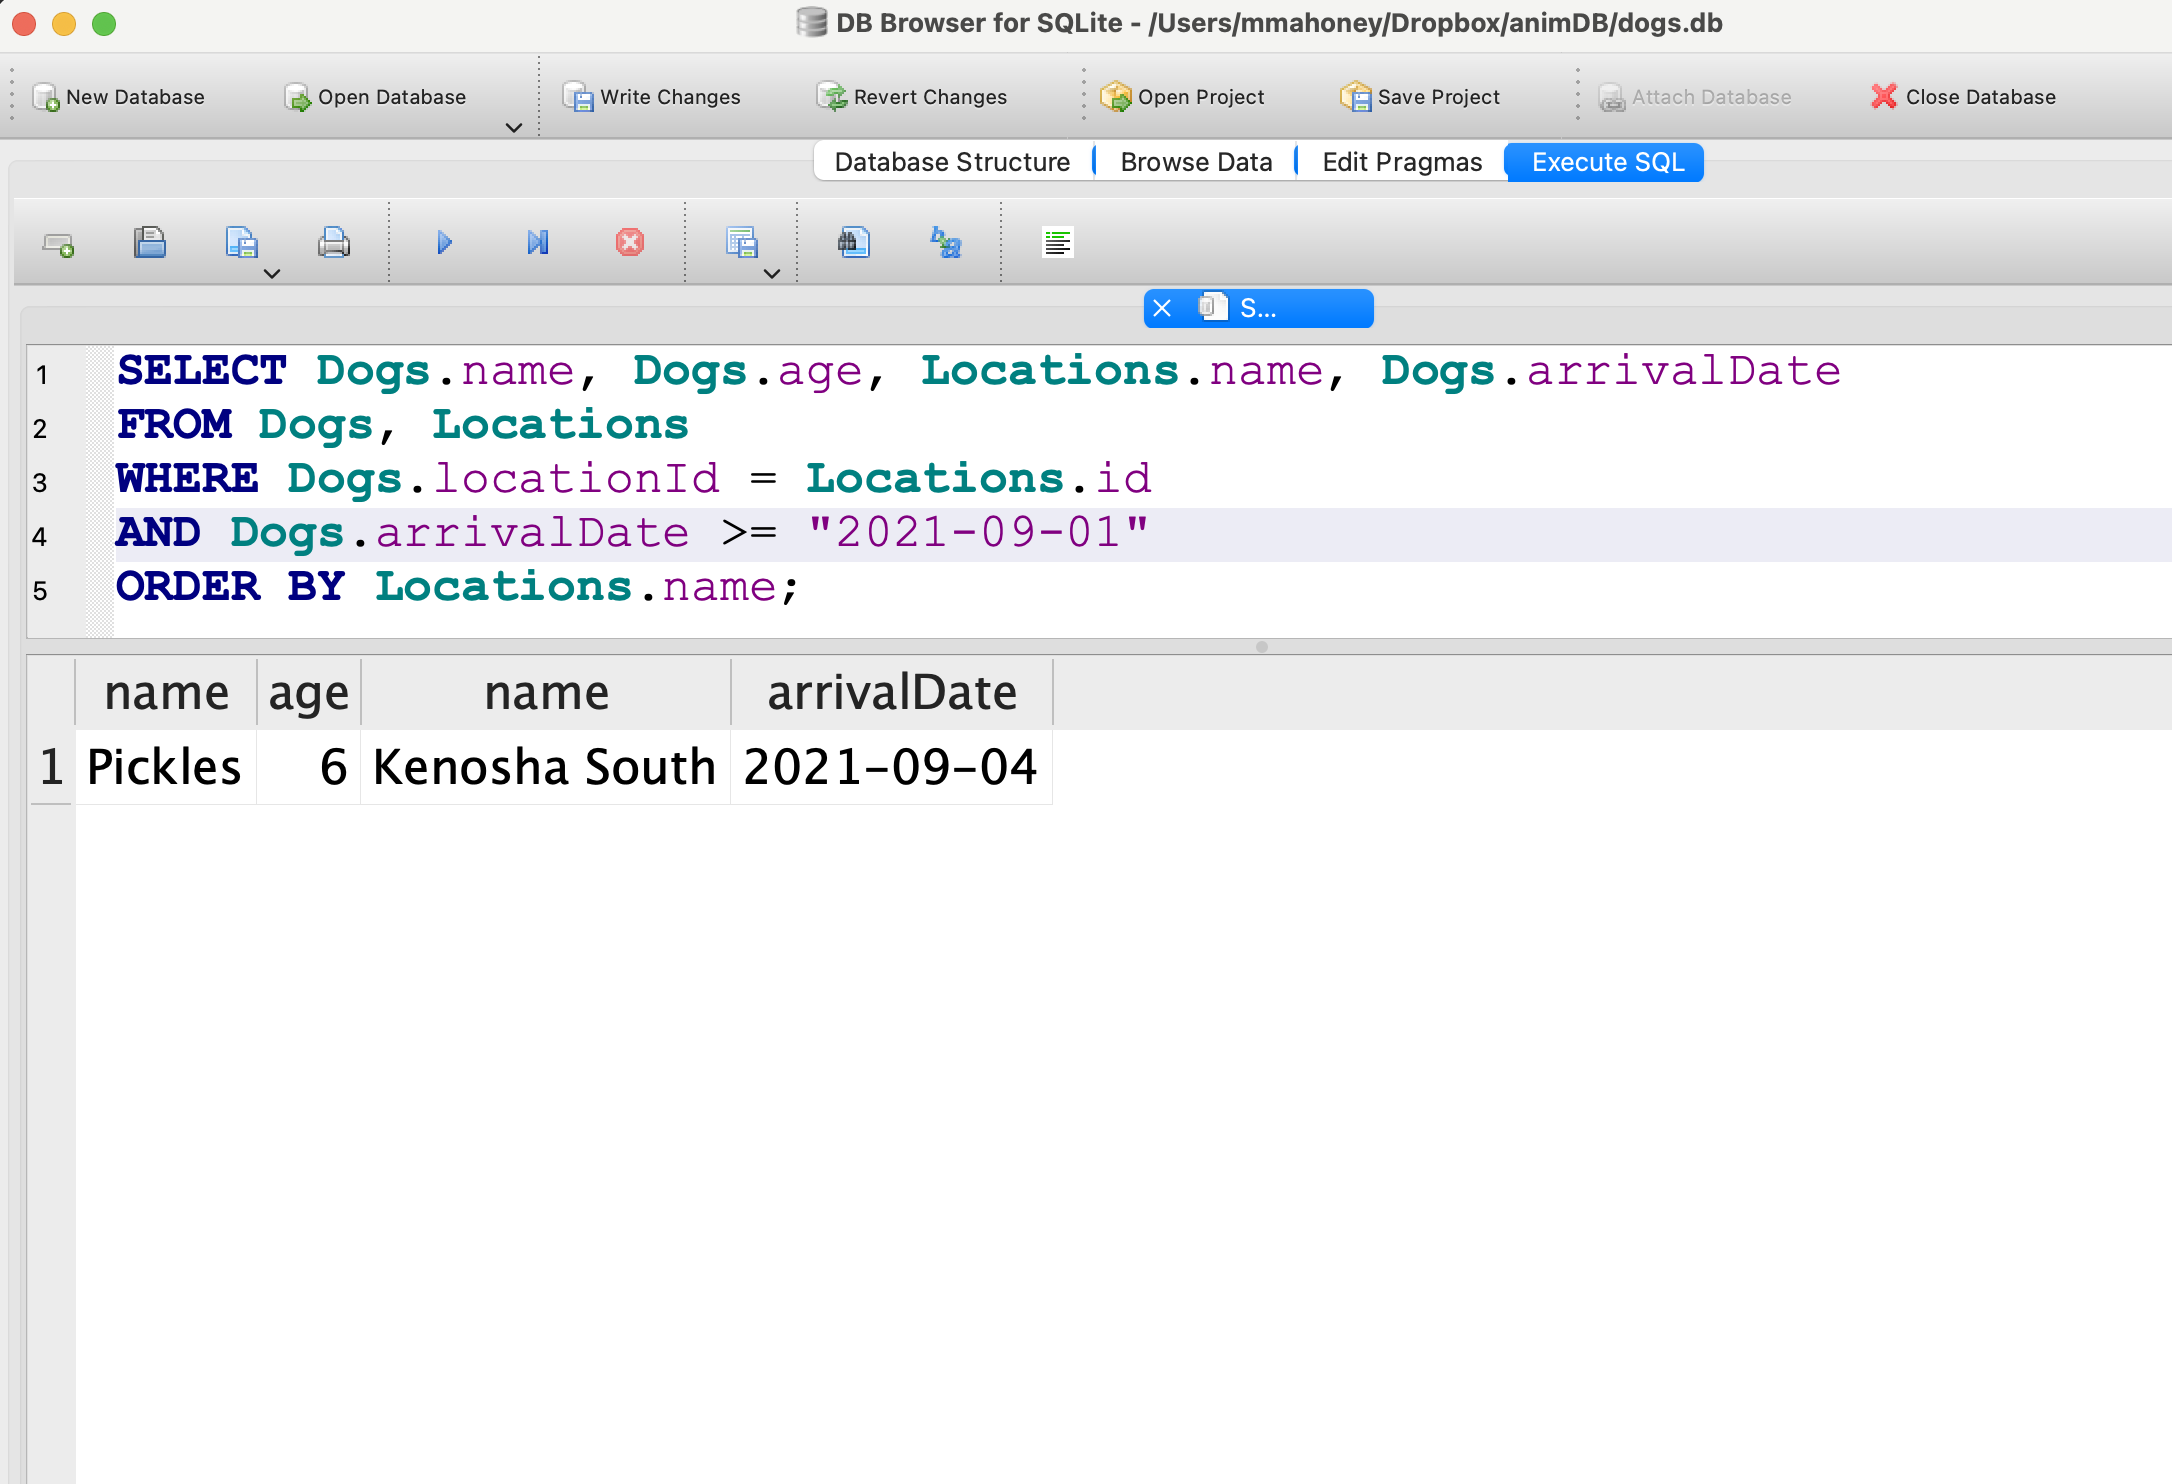 DB Browser for SQLite - /Users/mmahoney/Dropbox/animDB/dogs.db
New Database Open Database Write Changes Revert Changes Open Project Save Project Attach Database Close Database
Database Structure Browse Data Edit Pragmas Execute SQL
S...
1 SELECT Dogs.name, Dogs.age, Locations.name, Dogs.arrivalDate
2 FROM Dogs, Locations
3 WHERE Dogs.locationId = Locations.id
4 AND Dogs.arrivalDate >= "2021-09-01"
5 ORDER BY Locations.name;
name age name arrivalDate
1 Pickles 6 Kenosha South 2021-09-04